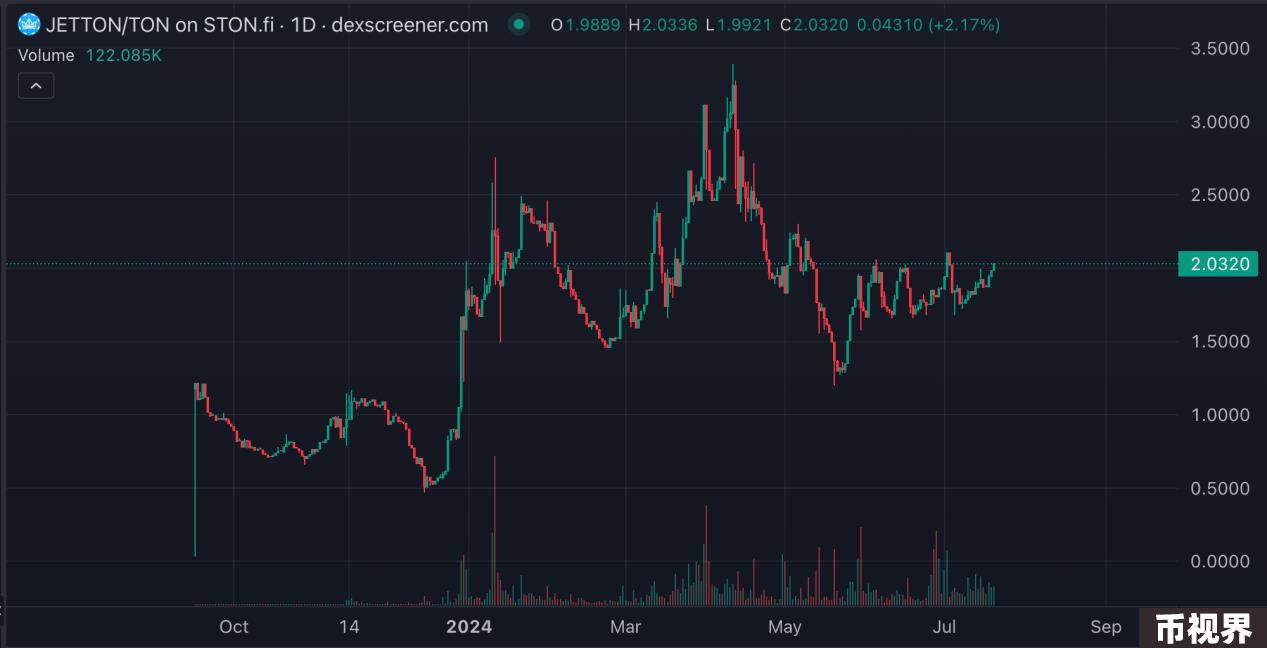 JETTON/TON on STON.fi · 1D · dexscreener.com O1.9889 H2.0336 L1.9921 C2.0320 0.04310 (+2.17%)
Volume 122.085K
3.5000
3.0000
2.5000
2.0320
1.5000
1.0000
0.5000
0.0000
Oct 14 2024 Mar May Jul Sep
币视界